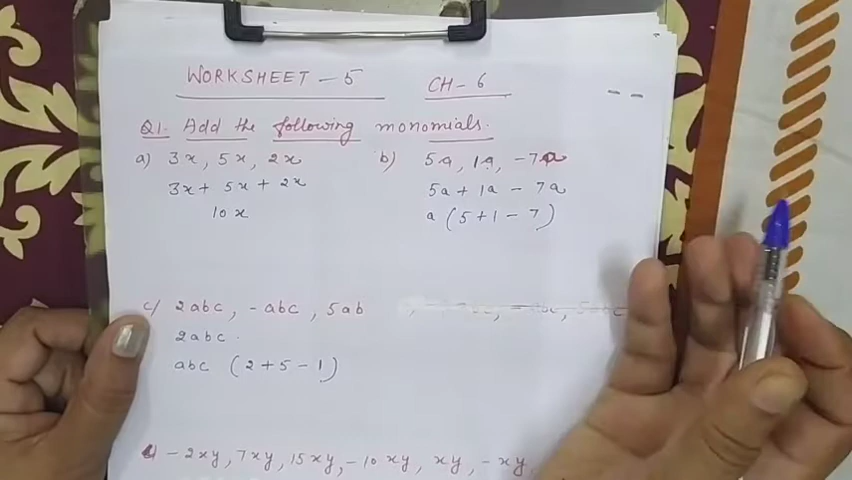 WORKSHEET - 5 CH- 6
Q1. Add the following monomials.
a) 3x, 5x, 2x b) 5a, 1a, -7a
3x + 5x + 2x 5a + 1a - 7a
10x a (5+1-7)
c) 2abc, -abc, 5ab
2abc.
abc (2+5-1)
d) -2xy, 7xy, 15xy, -10xy, xy, -xy,